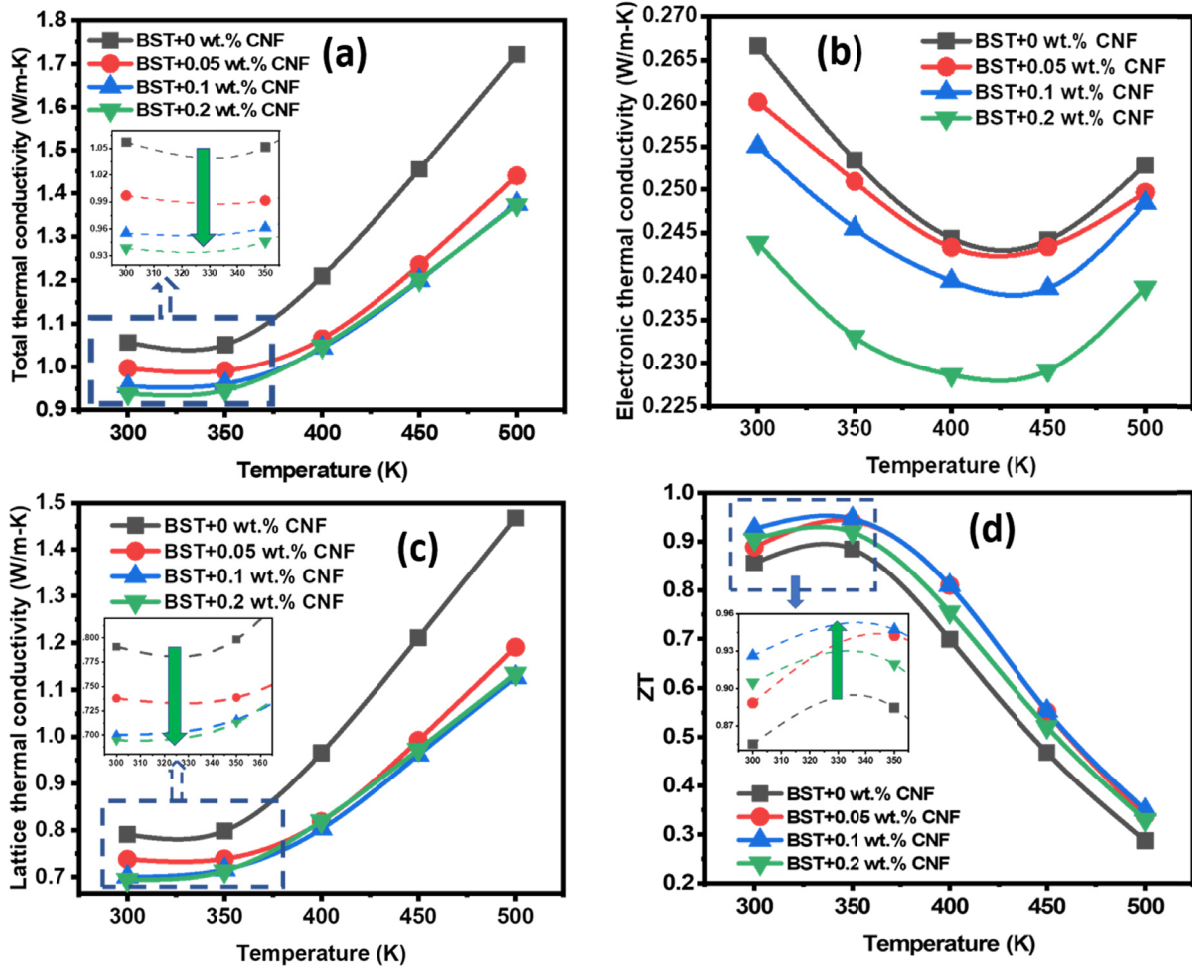 (a)
Total thermal conductivity (W/m-K)
1.8
1.7
1.6
1.5
1.4
1.3
1.2
1.1
1.0
0.9
BST+0 wt.% CNF
BST+0.05 wt.% CNF
BST+0.1 wt.% CNF
BST+0.2 wt.% CNF
1.05
1.02
0.99
0.96
0.93
300 310 320 330 340 350
300 350 400 450 500
Temperature (K)
(b)
Electronic thermal conductivity (W/m-K)
0.270
0.265
0.260
0.255
0.250
0.245
0.240
0.235
0.230
0.225
BST+0 wt.% CNF
BST+0.05 wt.% CNF
BST+0.1 wt.% CNF
BST+0.2 wt.% CNF
300 350 400 450 500
Temperature (K)
(c)
Lattice thermal conductivity (W/m-K)
1.5
1.4
1.3
1.2
1.1
1.0
0.9
0.8
0.7
BST+0 wt.% CNF
BST+0.05 wt.% CNF
BST+0.1 wt.% CNF
BST+0.2 wt.% CNF
.800
.775
.750
.725
.700
300 310 320 330 340 350 360
300 350 400 450 500
Temperature (K)
(d)
ZT
1.0
0.9
0.8
0.7
0.6
0.5
0.4
0.3
0.2
0.96
0.93
0.90
0.87
300 310 320 330 340 350
BST+0 wt.% CNF
BST+0.05 wt.% CNF
BST+0.1 wt.% CNF
BST+0.2 wt.% CNF
300 350 400 450 500
Temperature (K)